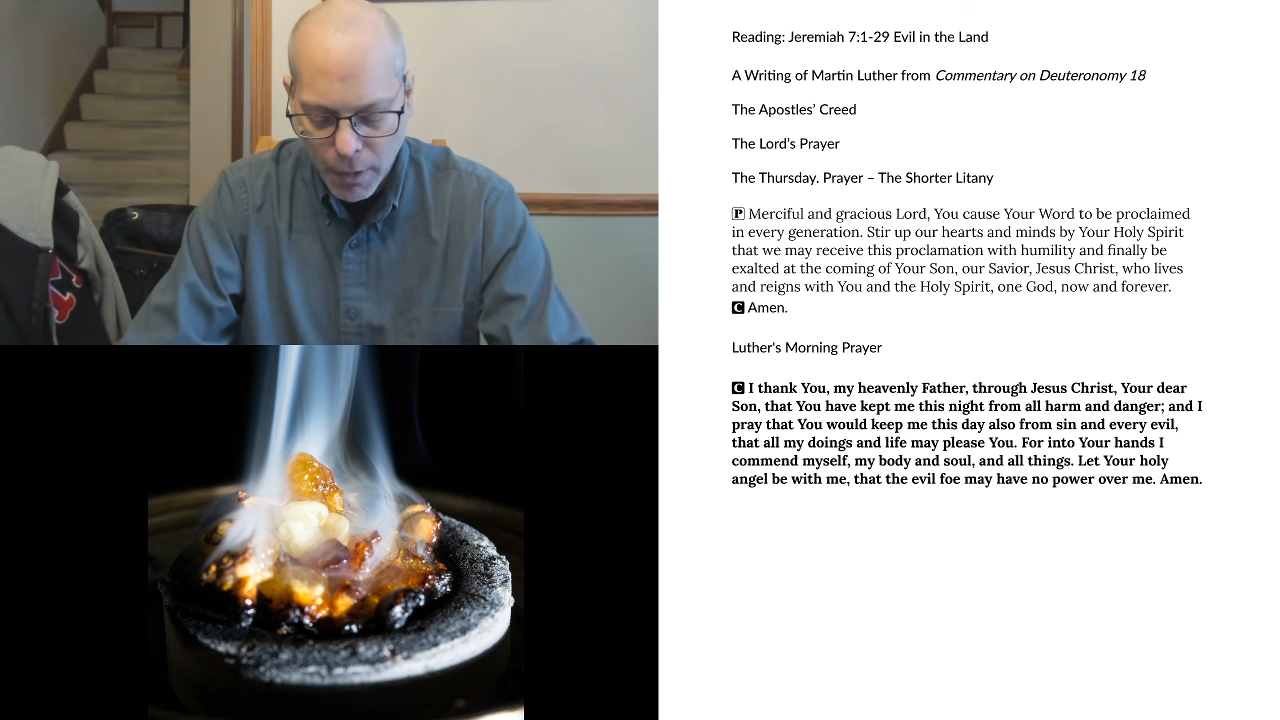 Reading: Jeremiah 7:1-29 Evil in the Land
A Writing of Martin Luther from Commentary on Deuteronomy 18
The Apostles’ Creed
The Lord’s Prayer
The Thursday. Prayer – The Shorter Litany
P Merciful and gracious Lord, You cause Your Word to be proclaimed
in every generation. Stir up our hearts and minds by Your Holy Spirit
that we may receive this proclamation with humility and finally be
exalted at the coming of Your Son, our Savior, Jesus Christ, who lives
and reigns with You and the Holy Spirit, one God, now and forever.
C Amen.
Luther's Morning Prayer
C I thank You, my heavenly Father, through Jesus Christ, Your dear
Son, that You have kept me this night from all harm and danger; and I
pray that You would keep me this day also from sin and every evil,
that all my doings and life may please You. For into Your hands I
commend myself, my body and soul, and all things. Let Your holy
angel be with me, that the evil foe may have no power over me. Amen.